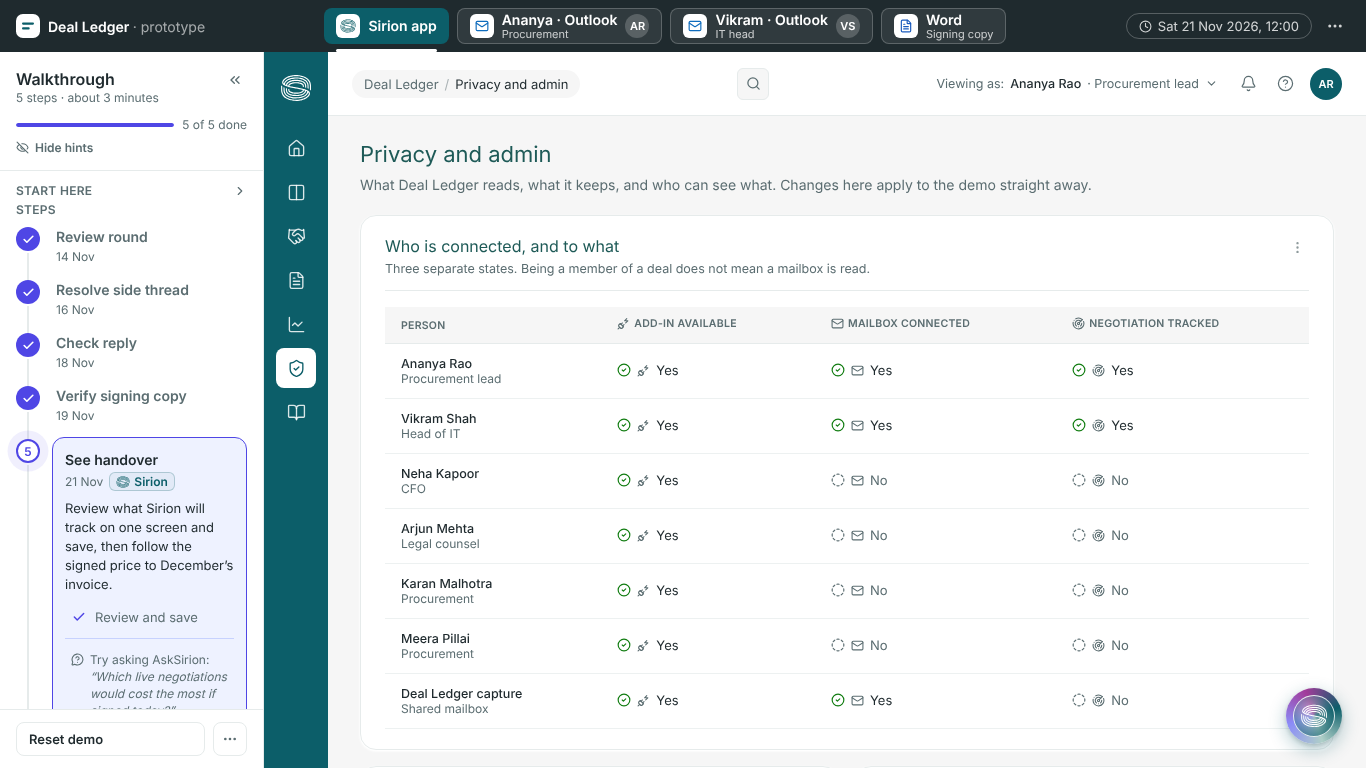 Deal Ledger · prototype
Sirion app
Ananya · Outlook
Procurement
AR
Vikram · Outlook
IT head
VS
Word
Signing copy
Sat 21 Nov 2026, 12:00
Walkthrough
5 steps · about 3 minutes
5 of 5 done
Hide hints
START HERE
STEPS
Review round
14 Nov
Resolve side thread
16 Nov
Check reply
18 Nov
Verify signing copy
19 Nov
5
See handover
21 Nov
Sirion
Review what Sirion will
track on one screen and
save, then follow the
signed price to December's
invoice.
Review and save
Try asking AskSirion:
"Which live negotiations
would cost the most if
signed today?"
Reset demo
Deal Ledger / Privacy and admin
Viewing as: Ananya Rao · Procurement lead
AR
Privacy and admin
What Deal Ledger reads, what it keeps, and who can see what. Changes here apply to the demo straight away.
Who is connected, and to what
Three separate states. Being a member of a deal does not mean a mailbox is read.
PERSON ADD-IN AVAILABLE MAILBOX CONNECTED NEGOTIATION TRACKED
Ananya Rao
Procurement lead
Yes Yes Yes
Vikram Shah
Head of IT
Yes Yes Yes
Neha Kapoor
CFO
Yes No No
Arjun Mehta
Legal counsel
Yes No No
Karan Malhotra
Procurement
Yes No No
Meera Pillai
Procurement
Yes No No
Deal Ledger capture
Shared mailbox
Yes Yes No